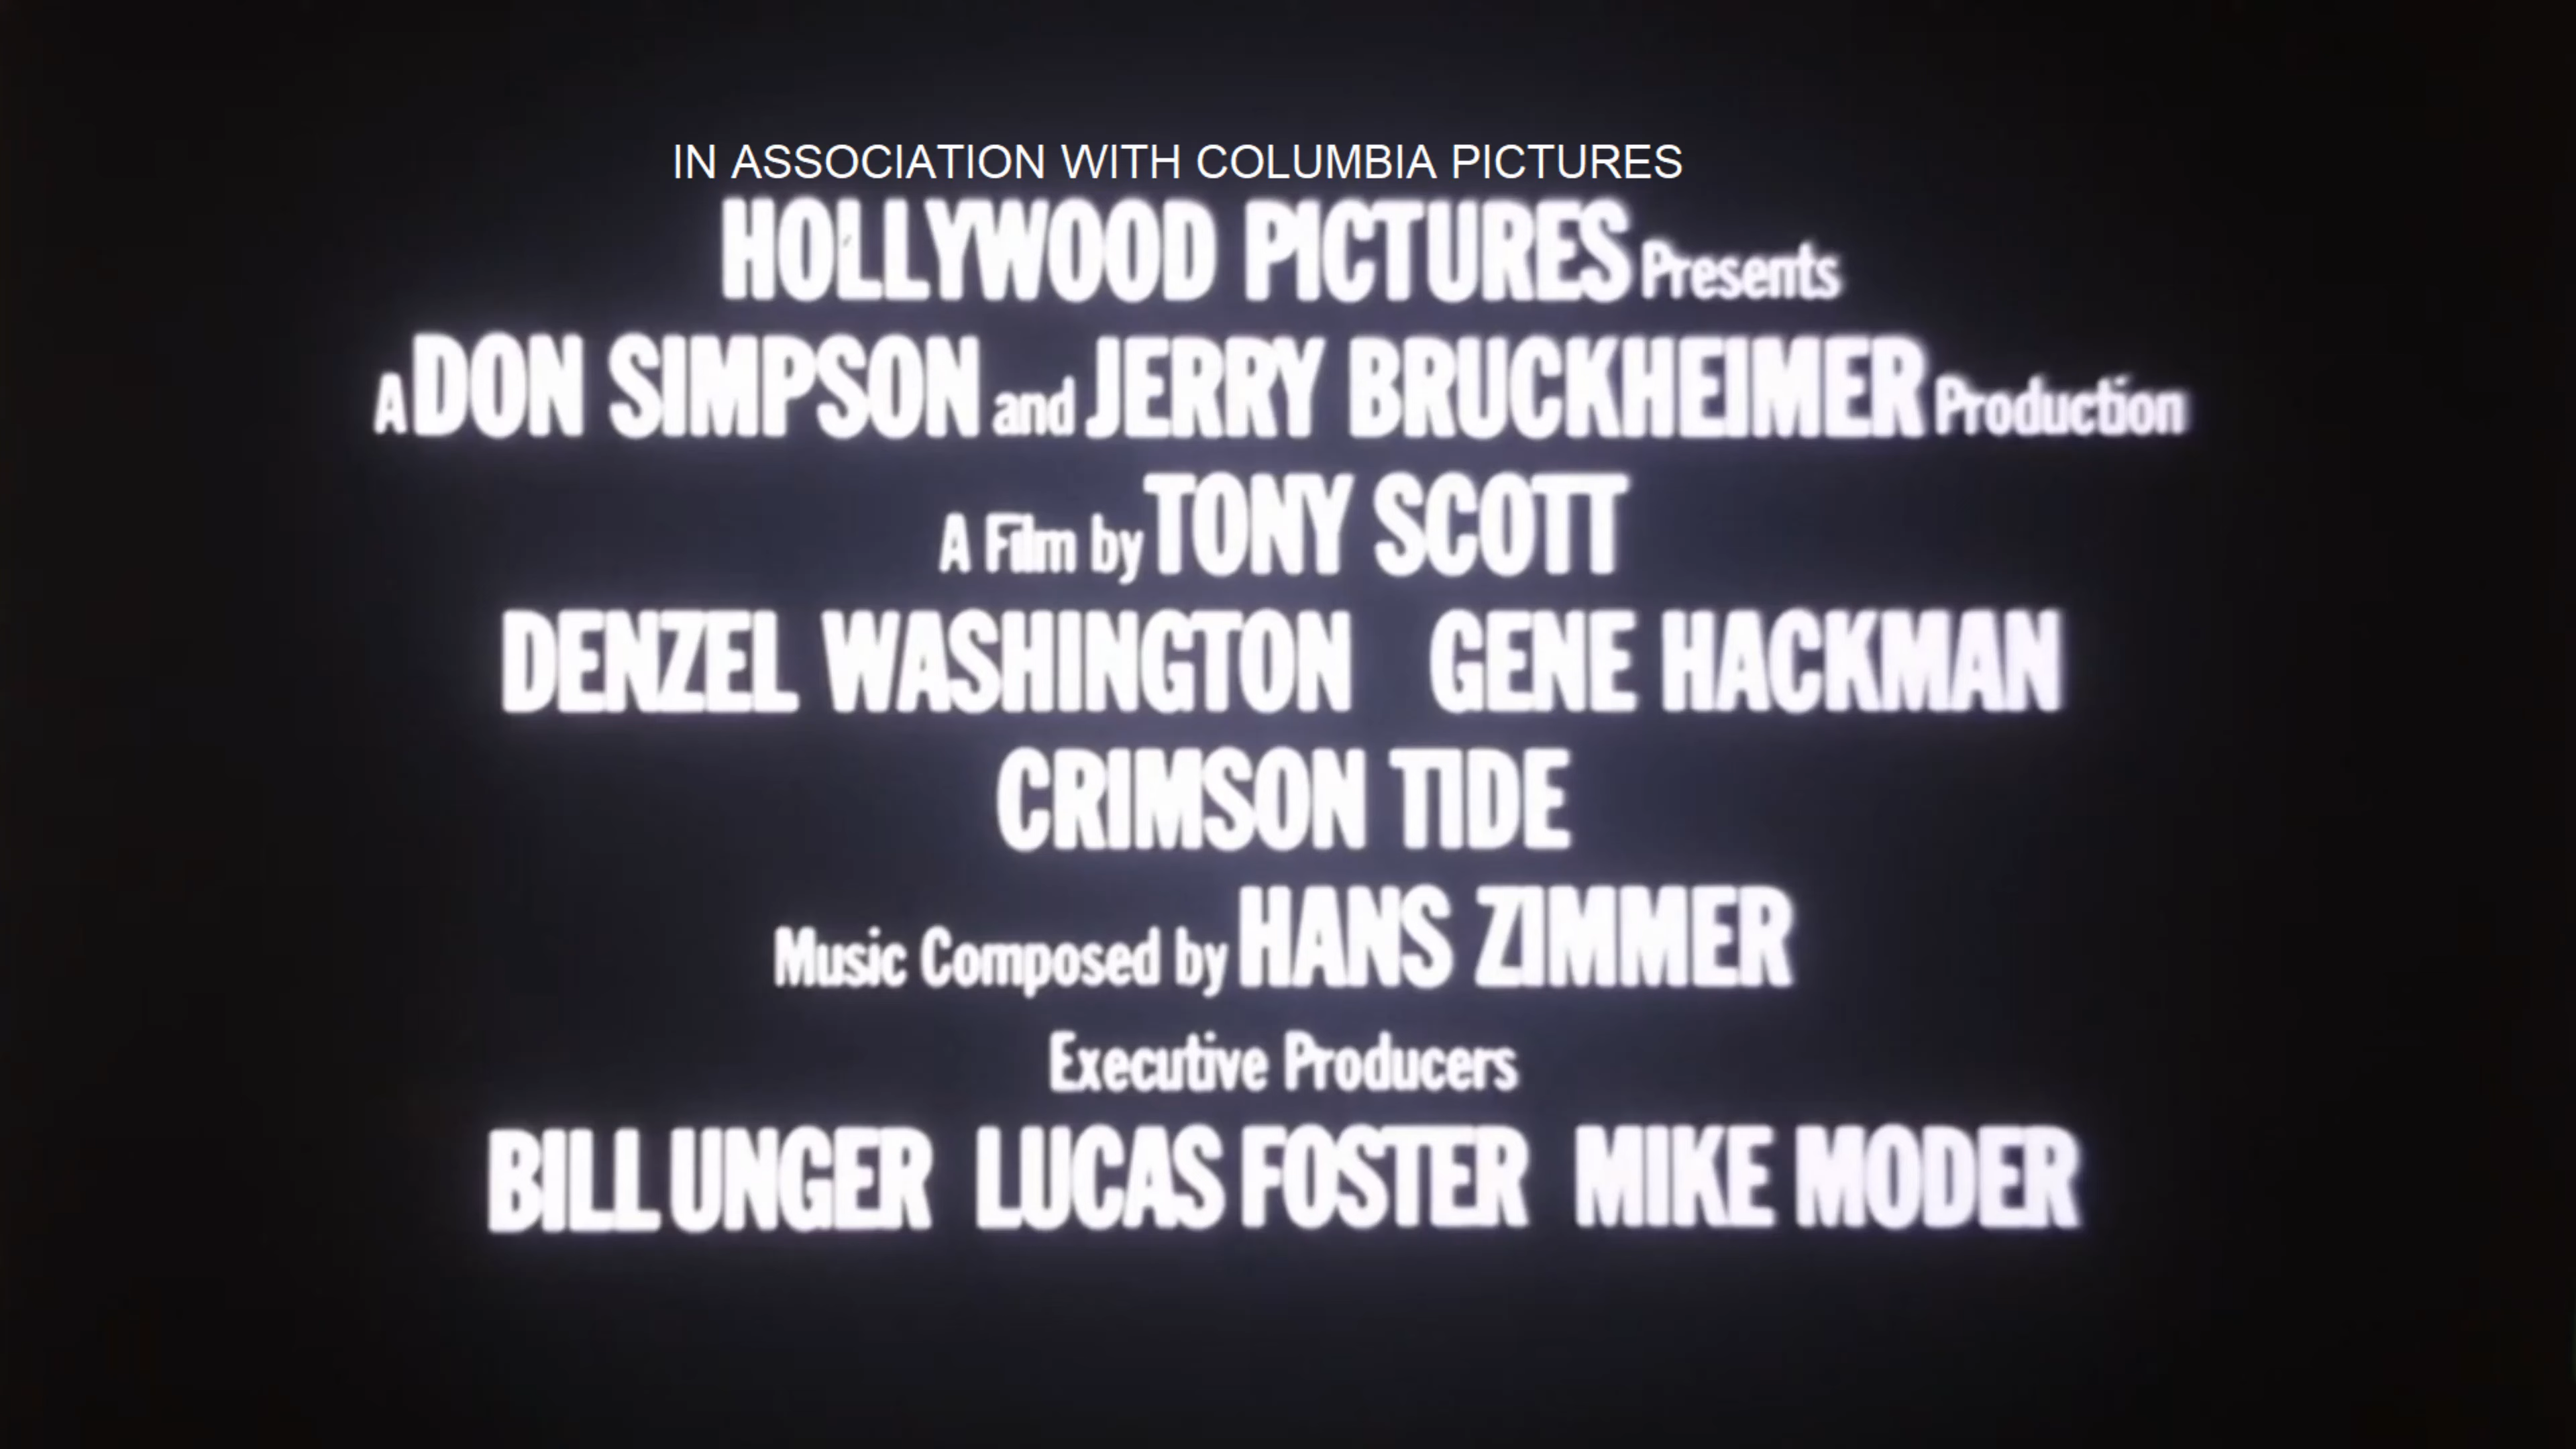 IN ASSOCIATION WITH COLUMBIA PICTURES
HOLLYWOOD PICTURES Presents
A DON SIMPSON and JERRY BRUCKHEIMER Production
A Film by TONY SCOTT
DENZEL WASHINGTON GENE HACKMAN
CRIMSON TIDE
Music Composed by HANS ZIMMER
Executive Producers
BILL UNGER LUCAS FOSTER MIKE MODER